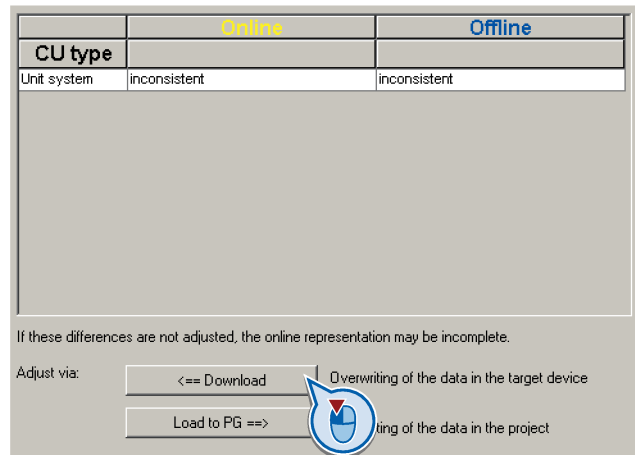 Online Offline
CU type
Unit system inconsistent inconsistent
If these differences are not adjusted, the online representation may be incomplete.
Adjust via: <== Download Overwriting of the data in the target device
Load to PG ==> ting of the data in the project